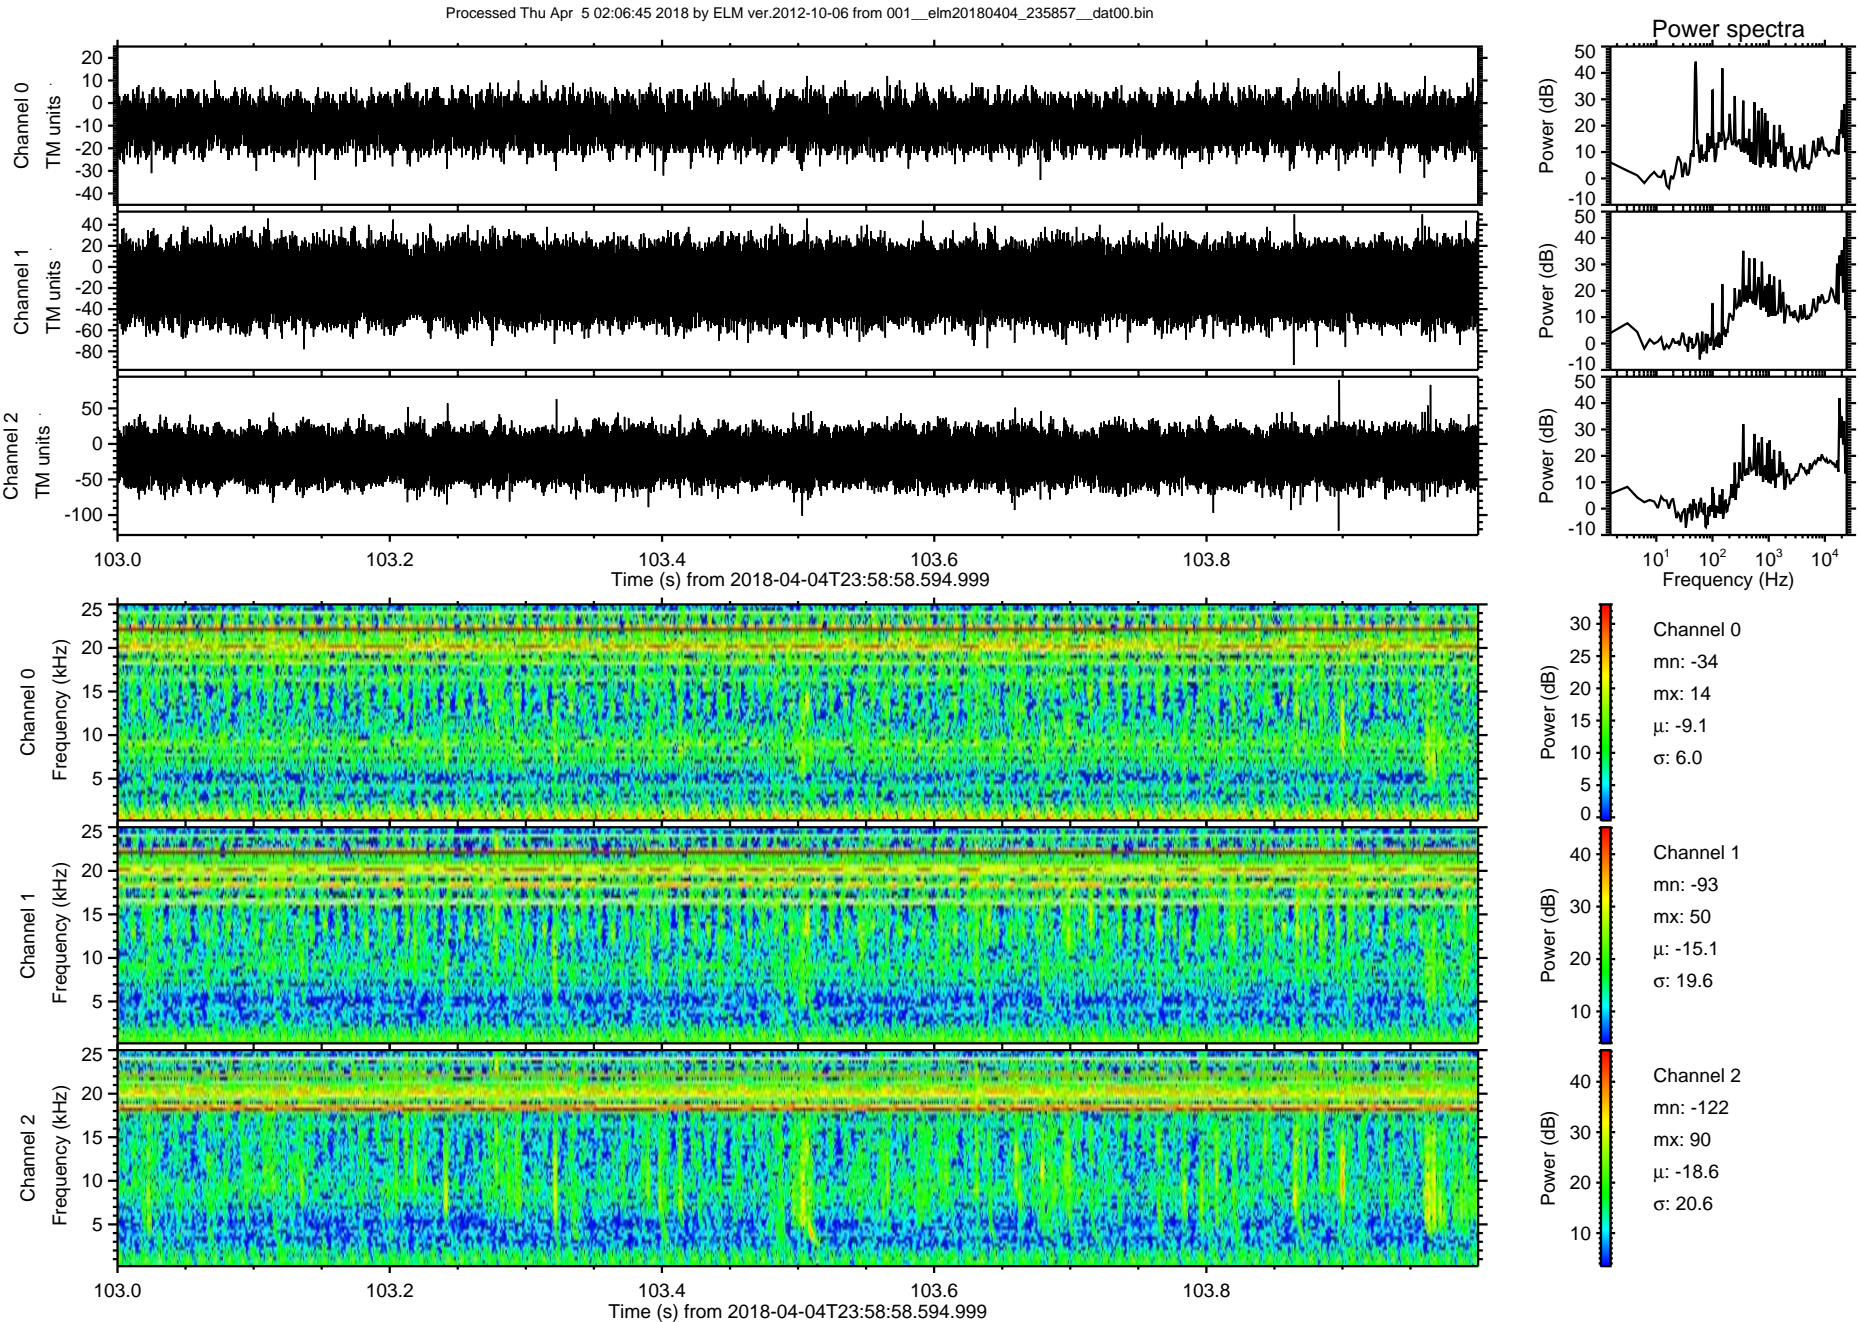 Processed Thu Apr  5 02:06:45 2018 by ELM ver.2012-10-06 from 001__elm20180404_235857__dat00.bin
Power spectra
Channel 0
TM units
20
10
0
-10
-20
-30
-40
Power (dB)
50
40
30
20
10
0
-10
Channel 1
TM units
40
20
0
-20
-40
-60
-80
Power (dB)
50
40
30
20
10
0
-10
Channel 2
TM units
50
0
-50
-100
Power (dB)
50
40
30
20
10
0
-10
103.0 103.2 103.4 103.6 103.8
Time (s) from 2018-04-04T23:58:58.594.999
10^1 10^2 10^3 10^4
Frequency (Hz)
Channel 0
Frequency (kHz)
25
20
15
10
5
Power (dB)
30
25
20
15
10
5
0
Channel 0
mn: -34
mx: 14
μ: -9.1
σ: 6.0
Channel 1
Frequency (kHz)
25
20
15
10
5
Power (dB)
40
30
20
10
Channel 1
mn: -93
mx: 50
μ: -15.1
σ: 19.6
Channel 2
Frequency (kHz)
25
20
15
10
5
Power (dB)
40
30
20
10
Channel 2
mn: -122
mx: 90
μ: -18.6
σ: 20.6
103.0 103.2 103.4 103.6 103.8
Time (s) from 2018-04-04T23:58:58.594.999